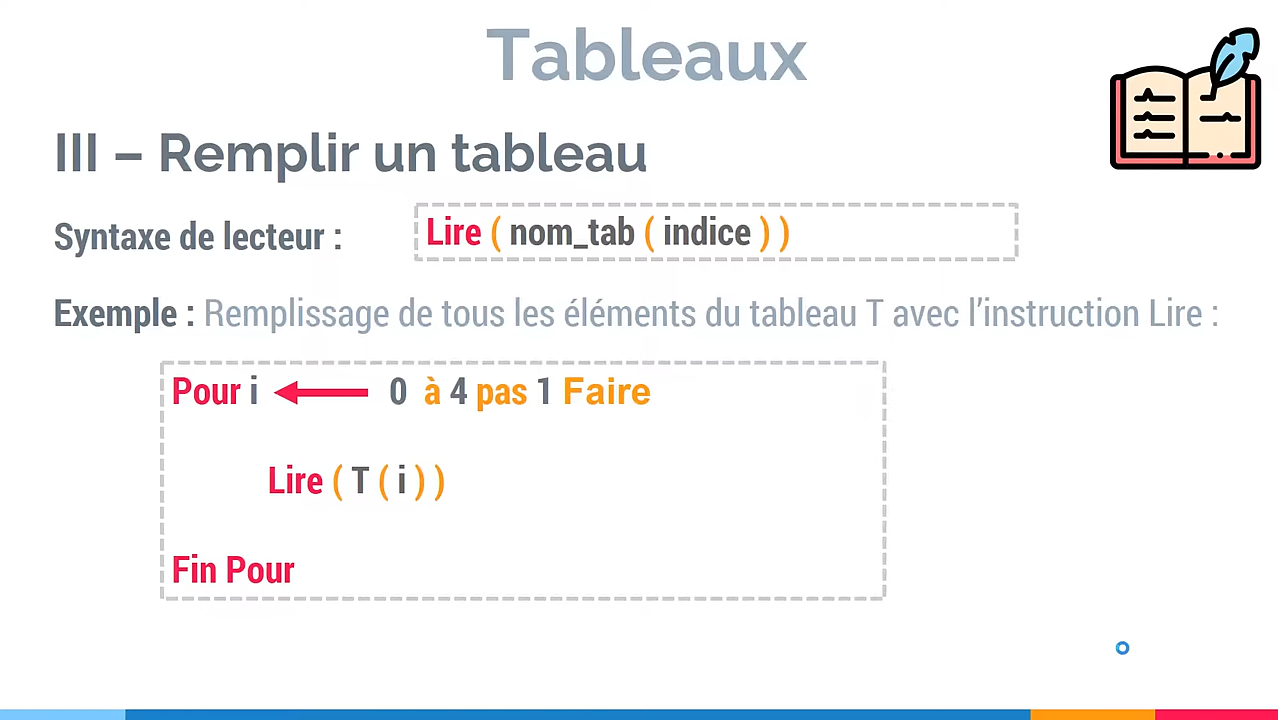 Tableaux
III – Remplir un tableau
Syntaxe de lecteur :
Lire ( nom_tab ( indice ) )
Exemple : Remplissage de tous les éléments du tableau T avec l’instruction Lire :
Pour i ← 0 à 4 pas 1 Faire
Lire ( T ( i ) )
Fin Pour